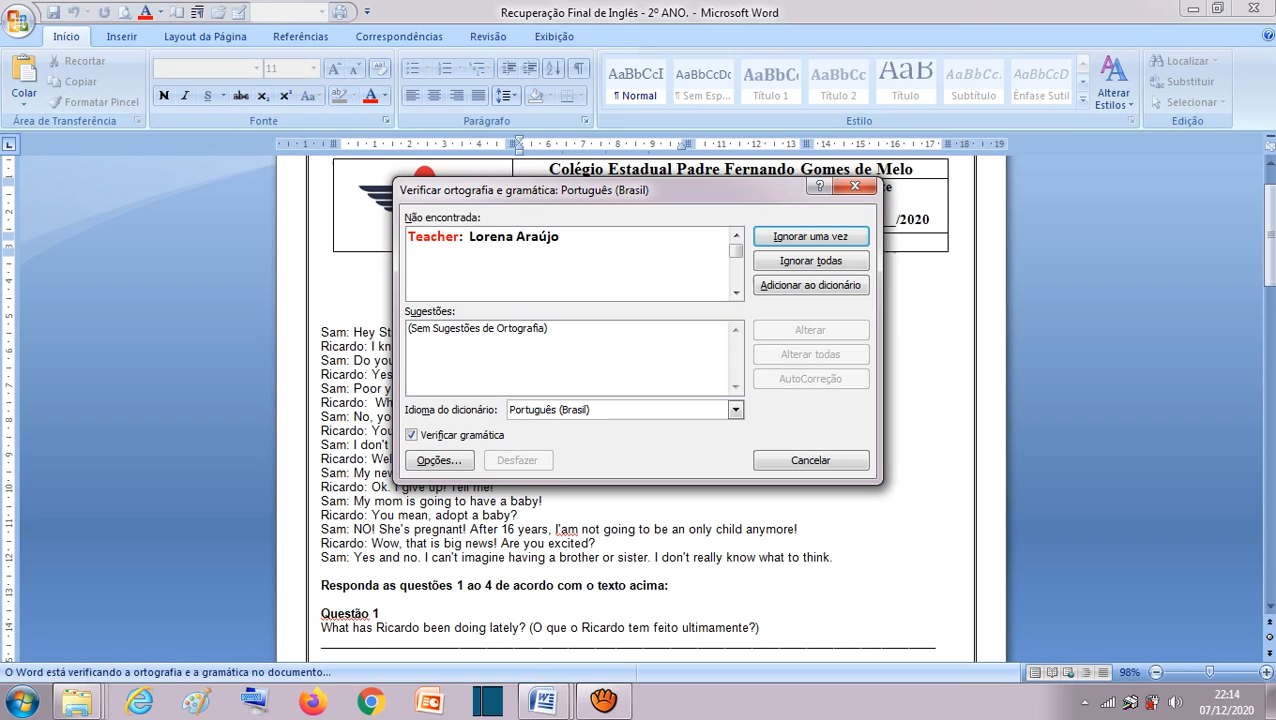 Recuperação Final de Inglês - 2º ANO. - Microsoft Word
Início Inserir Layout da Página Referências Correspondências Revisão Exibição
Colar
Recortar
Copiar
Formatar Pincel
Área de Transferência
11
Fonte
Parágrafo
AaBbCcI AaBbCc. AaBbC( AaBbCc AaB AaBbCc. AaBbCcI
¶ Normal ¶ Sem Esp... Título 1 Título 2 Título Subtítulo Ênfase Sutil
Alterar Estilos
Estilo
Localizar
Substituir
Selecionar
Edição
Colégio Estadual Padre Fernando Gomes de Melo
/2020
Verificar ortografia e gramática: Português (Brasil)
Não encontrada:
Teacher: Lorena Araújo
Ignorar uma vez
Ignorar todas
Adicionar ao dicionário
Sugestões:
(Sem Sugestões de Ortografia)
Alterar
Alterar todas
AutoCorreção
Idioma do dicionário: Português (Brasil)
Verificar gramática
Opções... Desfazer Cancelar
Sam: Hey St
Ricardo: I kn
Sam: Do you
Ricardo: Yes
Sam: Poor y
Ricardo: Wh
Sam: No, yo
Ricardo: You
Sam: I don't
Ricardo: Wel
Sam: My new
Ricardo: Ok. I give up! Tell me!
Sam: My mom is going to have a baby!
Ricardo: You mean, adopt a baby?
Sam: NO! She's pregnant! After 16 years, I'am not going to be an only child anymore!
Ricardo: Wow, that is big news! Are you excited?
Sam: Yes and no. I can't imagine having a brother or sister. I don't really know what to think.
Responda as questões 1 ao 4 de acordo com o texto acima:
Questão 1
What has Ricardo been doing lately? (O que o Ricardo tem feito ultimamente?)
O Word está verificando a ortografia e a gramática no documento...
98%
22:14
07/12/2020